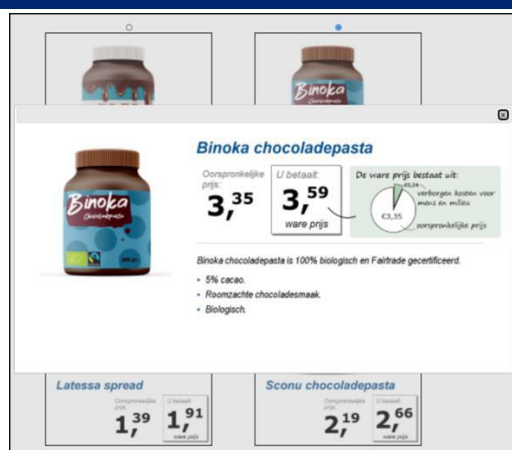 Binoka
Chocoladepasta
Binoka chocoladepasta
Oorspronkelijke
prijs:
3,35
U betaalt:
3,59
ware prijs
De ware prijs bestaat uit:
€0,24
verborgen kosten voor
mens en milieu
€3,35
oorspronkelijke prijs
Binoka
Chocoladepasta
Binoka chocoladepasta is 100% biologisch en Fairtrade gecertificeerd.
• 5% cacao.
• Roomzachte chocoladesmaak.
• Biologisch.
Latessa spread
Oorspronkelijke
prijs:
1,39
U betaalt:
1,91
ware prijs
Sconu chocoladepasta
Oorspronkelijke
prijs:
2,19
U betaalt:
2,66
ware prijs